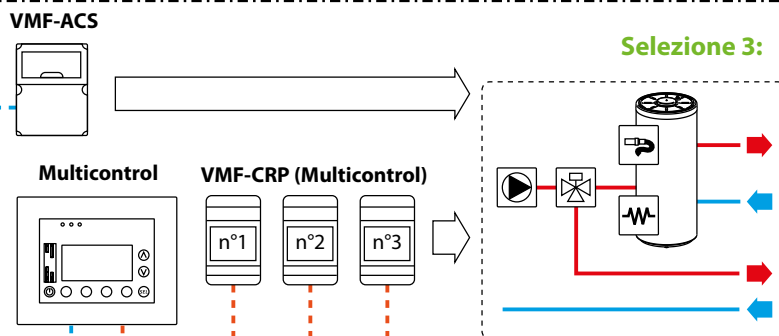 VMF-ACS
Selezione 3:
Multicontrol
VMF-CRP (Multicontrol)
n°1
n°2
n°3
SEL